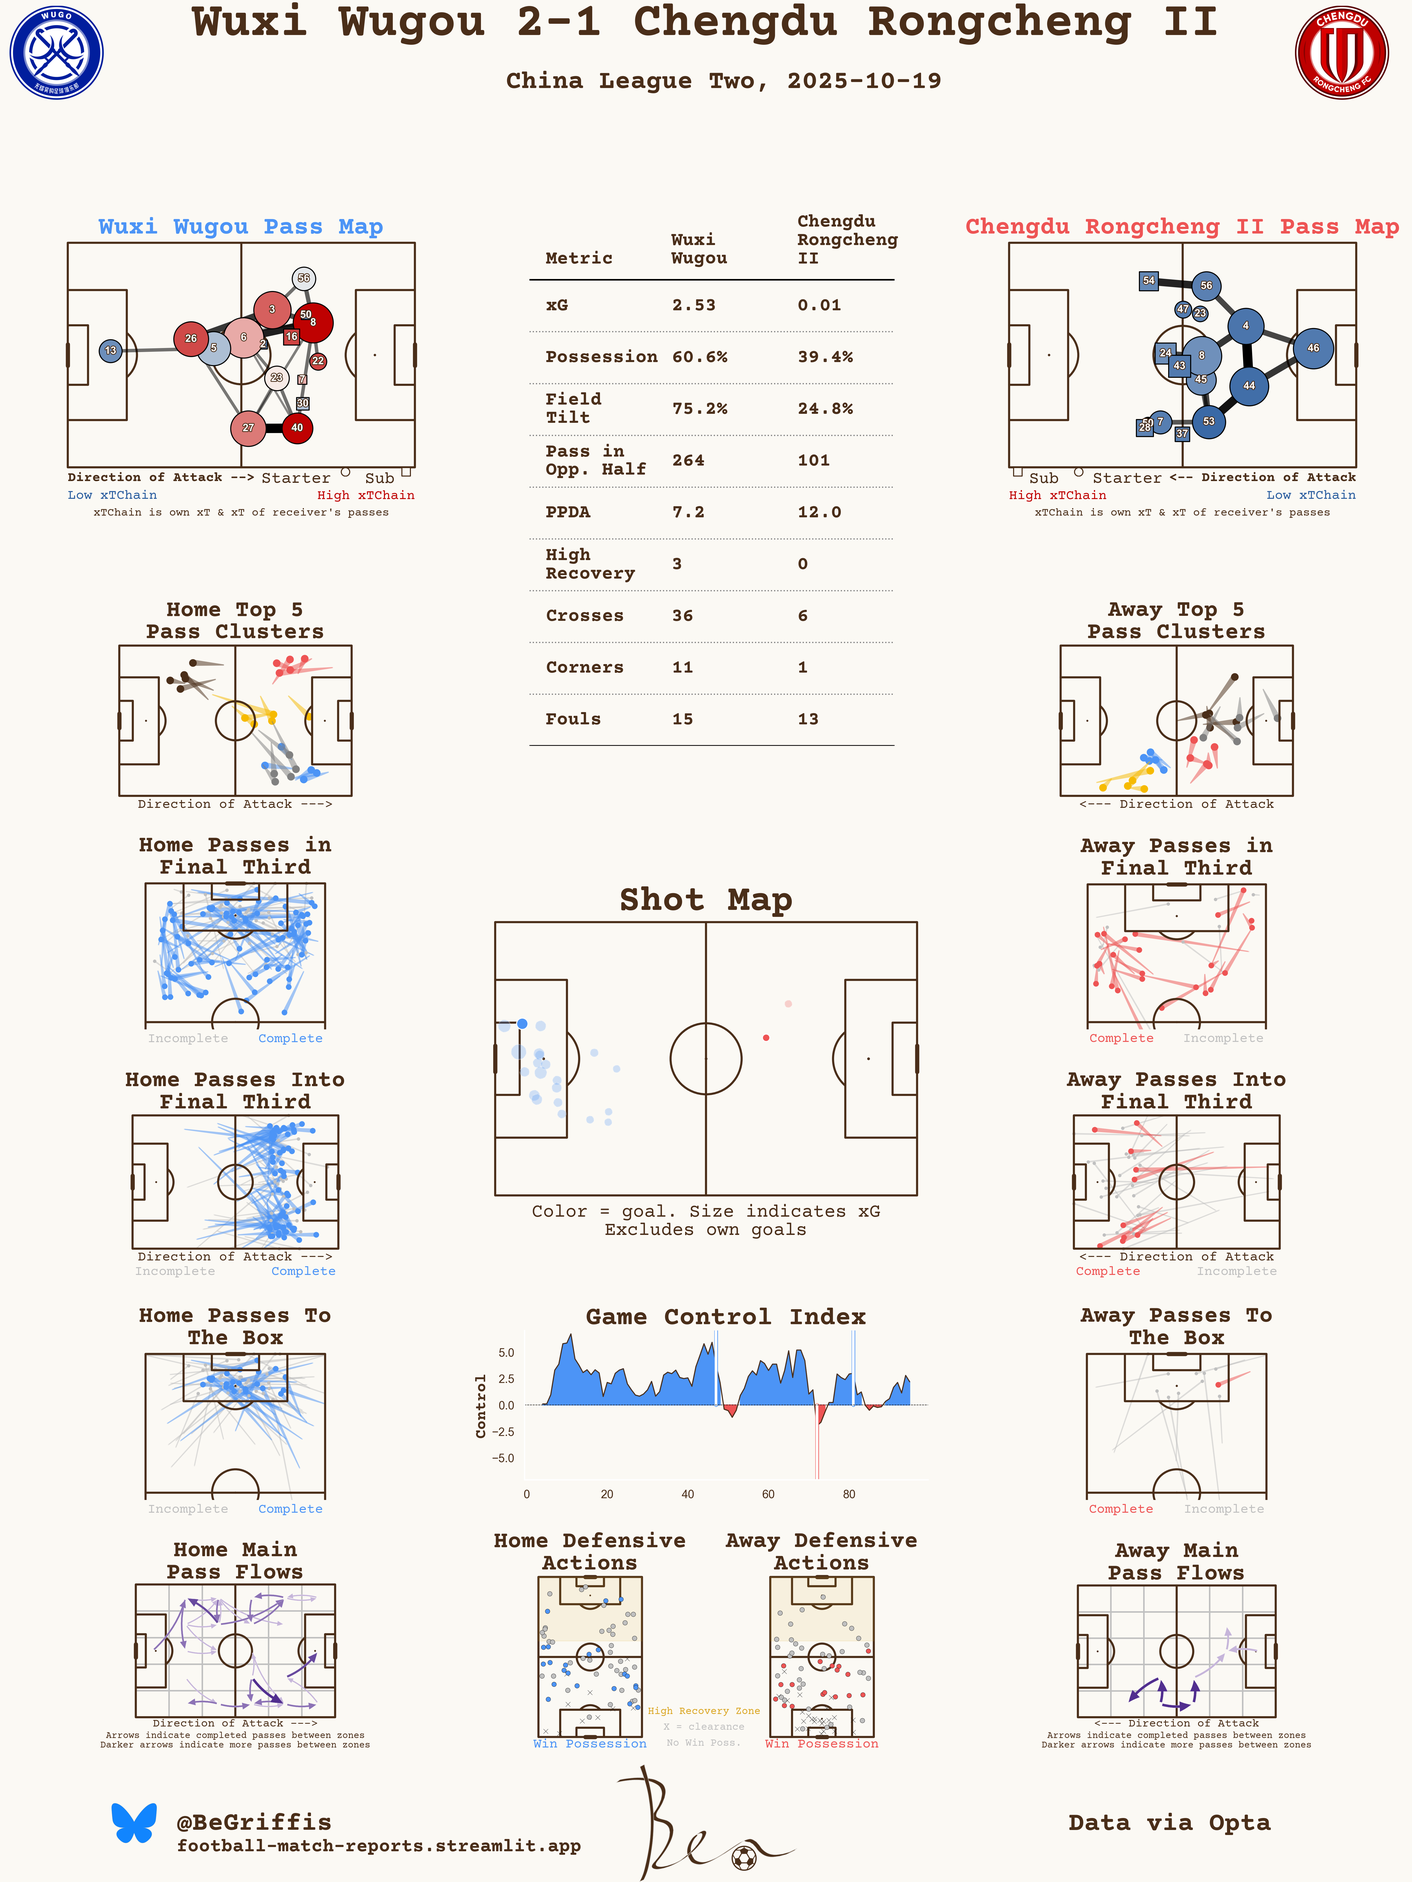 Wuxi Wugou 2-1 Chengdu Rongcheng II
China League Two, 2025-10-19
WUGO
CHENGDU
RONGCHENG FC
Wuxi Wugou Pass Map
56
3
50
8
26
6
16
13
5
2
22
23
7
30
27
40
Direction of Attack --> Starter Sub
Low xTChain High xTChain
xTChain is own xT & xT of receiver's passes
Metric Wuxi Wugou Chengdu Rongcheng II
xG 2.53 0.01
Possession 60.6% 39.4%
Field Tilt 75.2% 24.8%
Pass in Opp. Half 264 101
PPDA 7.2 12.0
High Recovery 3 0
Crosses 36 6
Corners 11 1
Fouls 15 13
Chengdu Rongcheng II Pass Map
54
56
47
23
4
46
24
8
43
45
44
7
28
53
37
Sub Starter <-- Direction of Attack
High xTChain Low xTChain
xTChain is own xT & xT of receiver's passes
Home Top 5
Pass Clusters
Direction of Attack --->
Away Top 5
Pass Clusters
<--- Direction of Attack
Home Passes in
Final Third
Incomplete Complete
Away Passes in
Final Third
Complete Incomplete
Shot Map
Color = goal. Size indicates xG
Excludes own goals
Home Passes Into
Final Third
Direction of Attack --->
Incomplete Complete
Away Passes Into
Final Third
<--- Direction of Attack
Complete Incomplete
Home Passes To
The Box
Incomplete Complete
Game Control Index
Control
5.0
2.5
0.0
−2.5
−5.0
0 20 40 60 80
Away Passes To
The Box
Complete Incomplete
Home Main
Pass Flows
Direction of Attack --->
Arrows indicate completed passes between zones
Darker arrows indicate more passes between zones
Home Defensive
Actions
Win Possession
High Recovery Zone
X = clearance
No Win Poss.
Away Defensive
Actions
Win Possession
Away Main
Pass Flows
<--- Direction of Attack
Arrows indicate completed passes between zones
Darker arrows indicate more passes between zones
@BeGriffis
football-match-reports.streamlit.app
Ben
Data via Opta